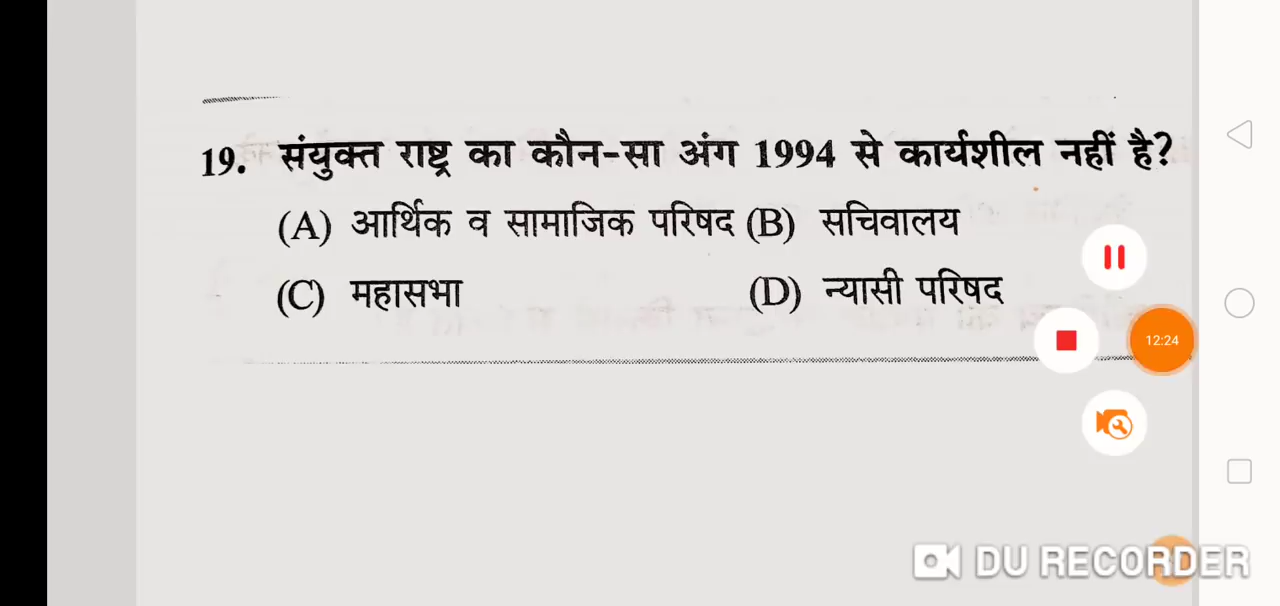 19. संयुक्त राष्ट्र का कौन-सा अंग 1994 से कार्यशील नहीं है?
(A) आर्थिक व सामाजिक परिषद (B) सचिवालय
(C) महासभा (D) न्यासी परिषद
12:24
DU RECORDER